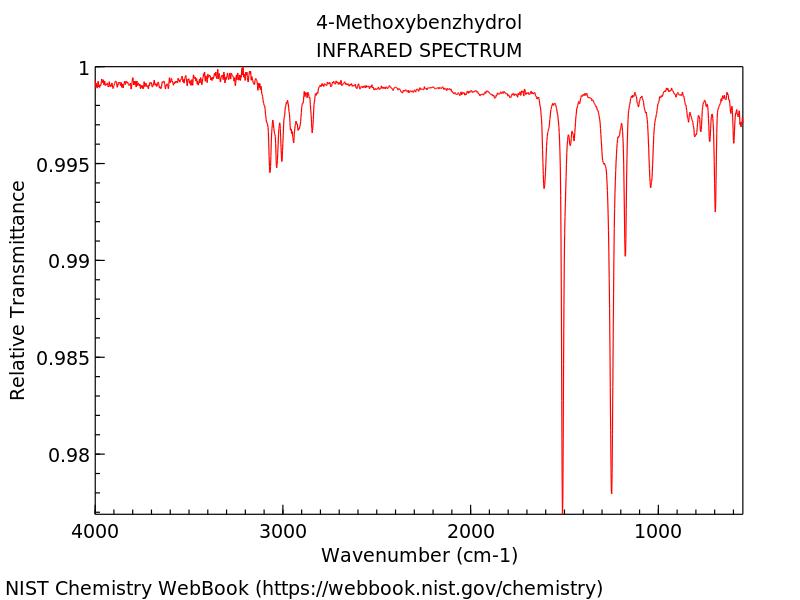 4-Methoxybenzhydrol
INFRARED SPECTRUM
1
0.995
0.99
0.985
0.98
Relative Transmittance
4000 3000 2000 1000
Wavenumber (cm-1)
NIST Chemistry WebBook (https://webbook.nist.gov/chemistry)